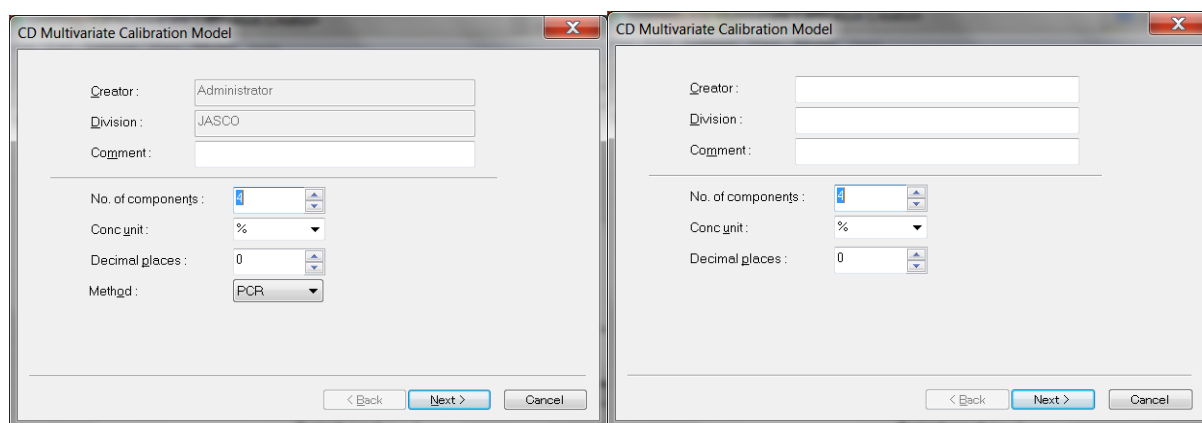 CD Multivariate Calibration Model
Creator :
Administrator
Division :
JASCO
Comment :
No. of components :
4
Conc unit :
%
Decimal places :
0
Method :
PCR
< Back
Next >
Cancel
CD Multivariate Calibration Model
Creator :
Division :
Comment :
No. of components :
4
Conc unit :
%
Decimal places :
0
< Back
Next >
Cancel